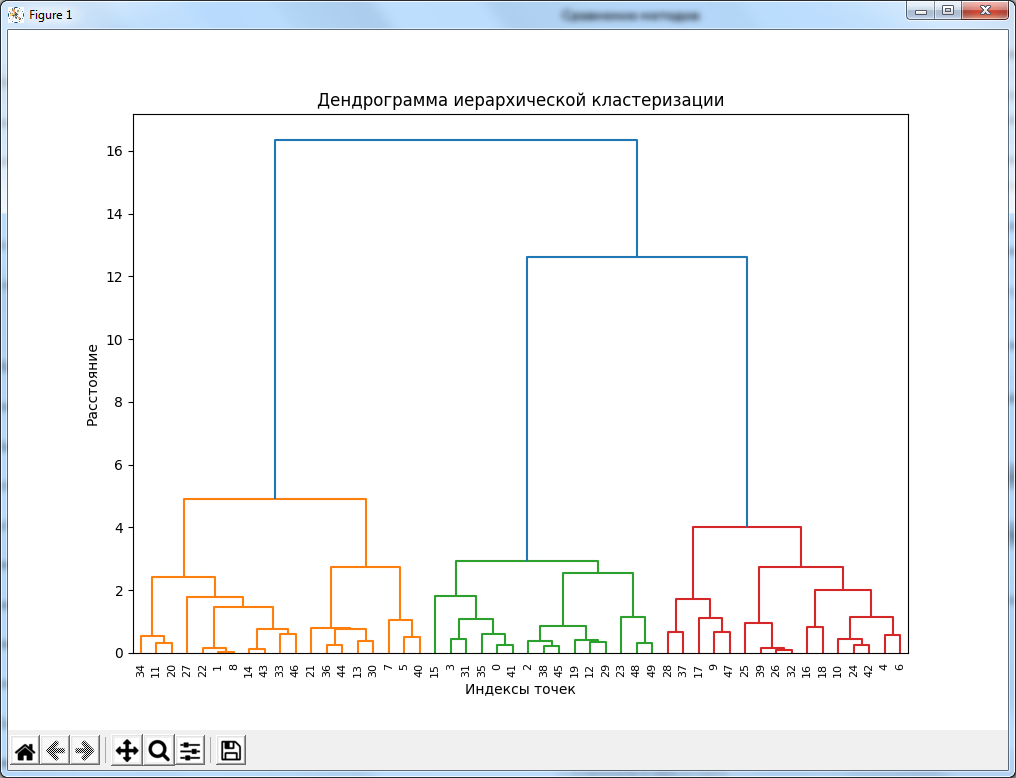 Figure 1
Сравнение методов
Дендрограмма иерархической кластеризации
16
14
12
10
8
6
4
2
0
Расстояние
34 11 20 27 22 1 8 14 43 33 46 21 36 44 13 30 7 5 40 15 3 31 35 0 41 2 38 45 19 12 29 23 48 49 28 37 17 9 47 25 39 26 32 16 18 10 24 42 4 6
Индексы точек